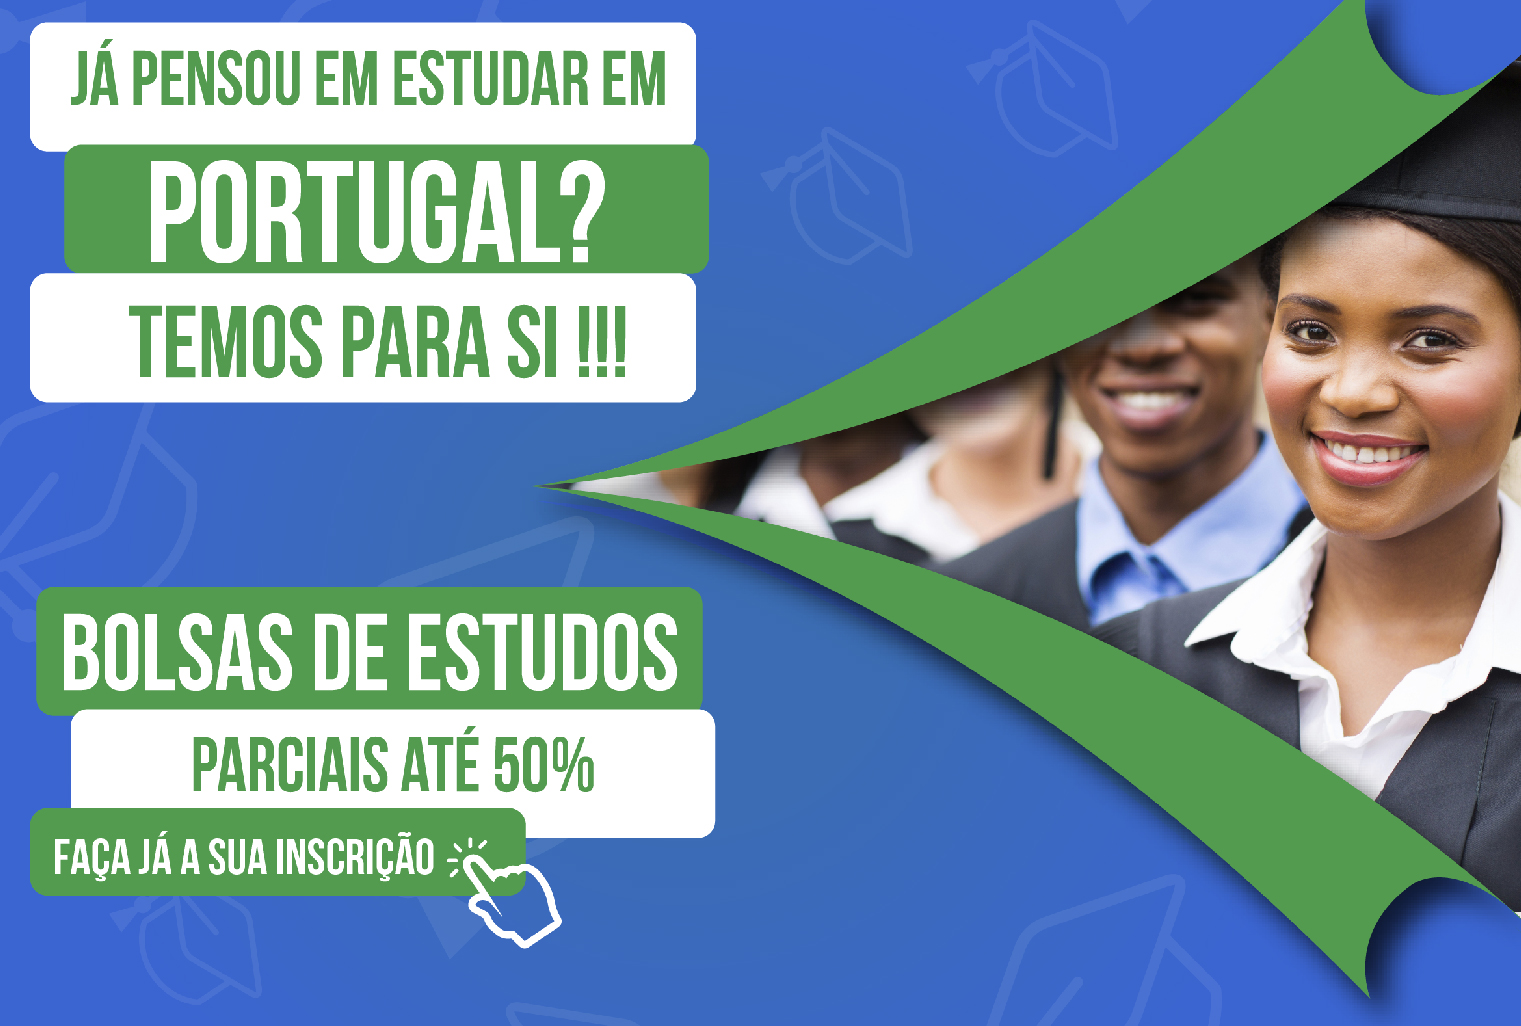 JÁ PENSOU EM ESTUDAR EM
PORTUGAL?
TEMOS PARA SI !!!
BOLSAS DE ESTUDOS
PARCIAIS ATÉ 50%
FAÇA JÁ A SUA INSCRIÇÃO